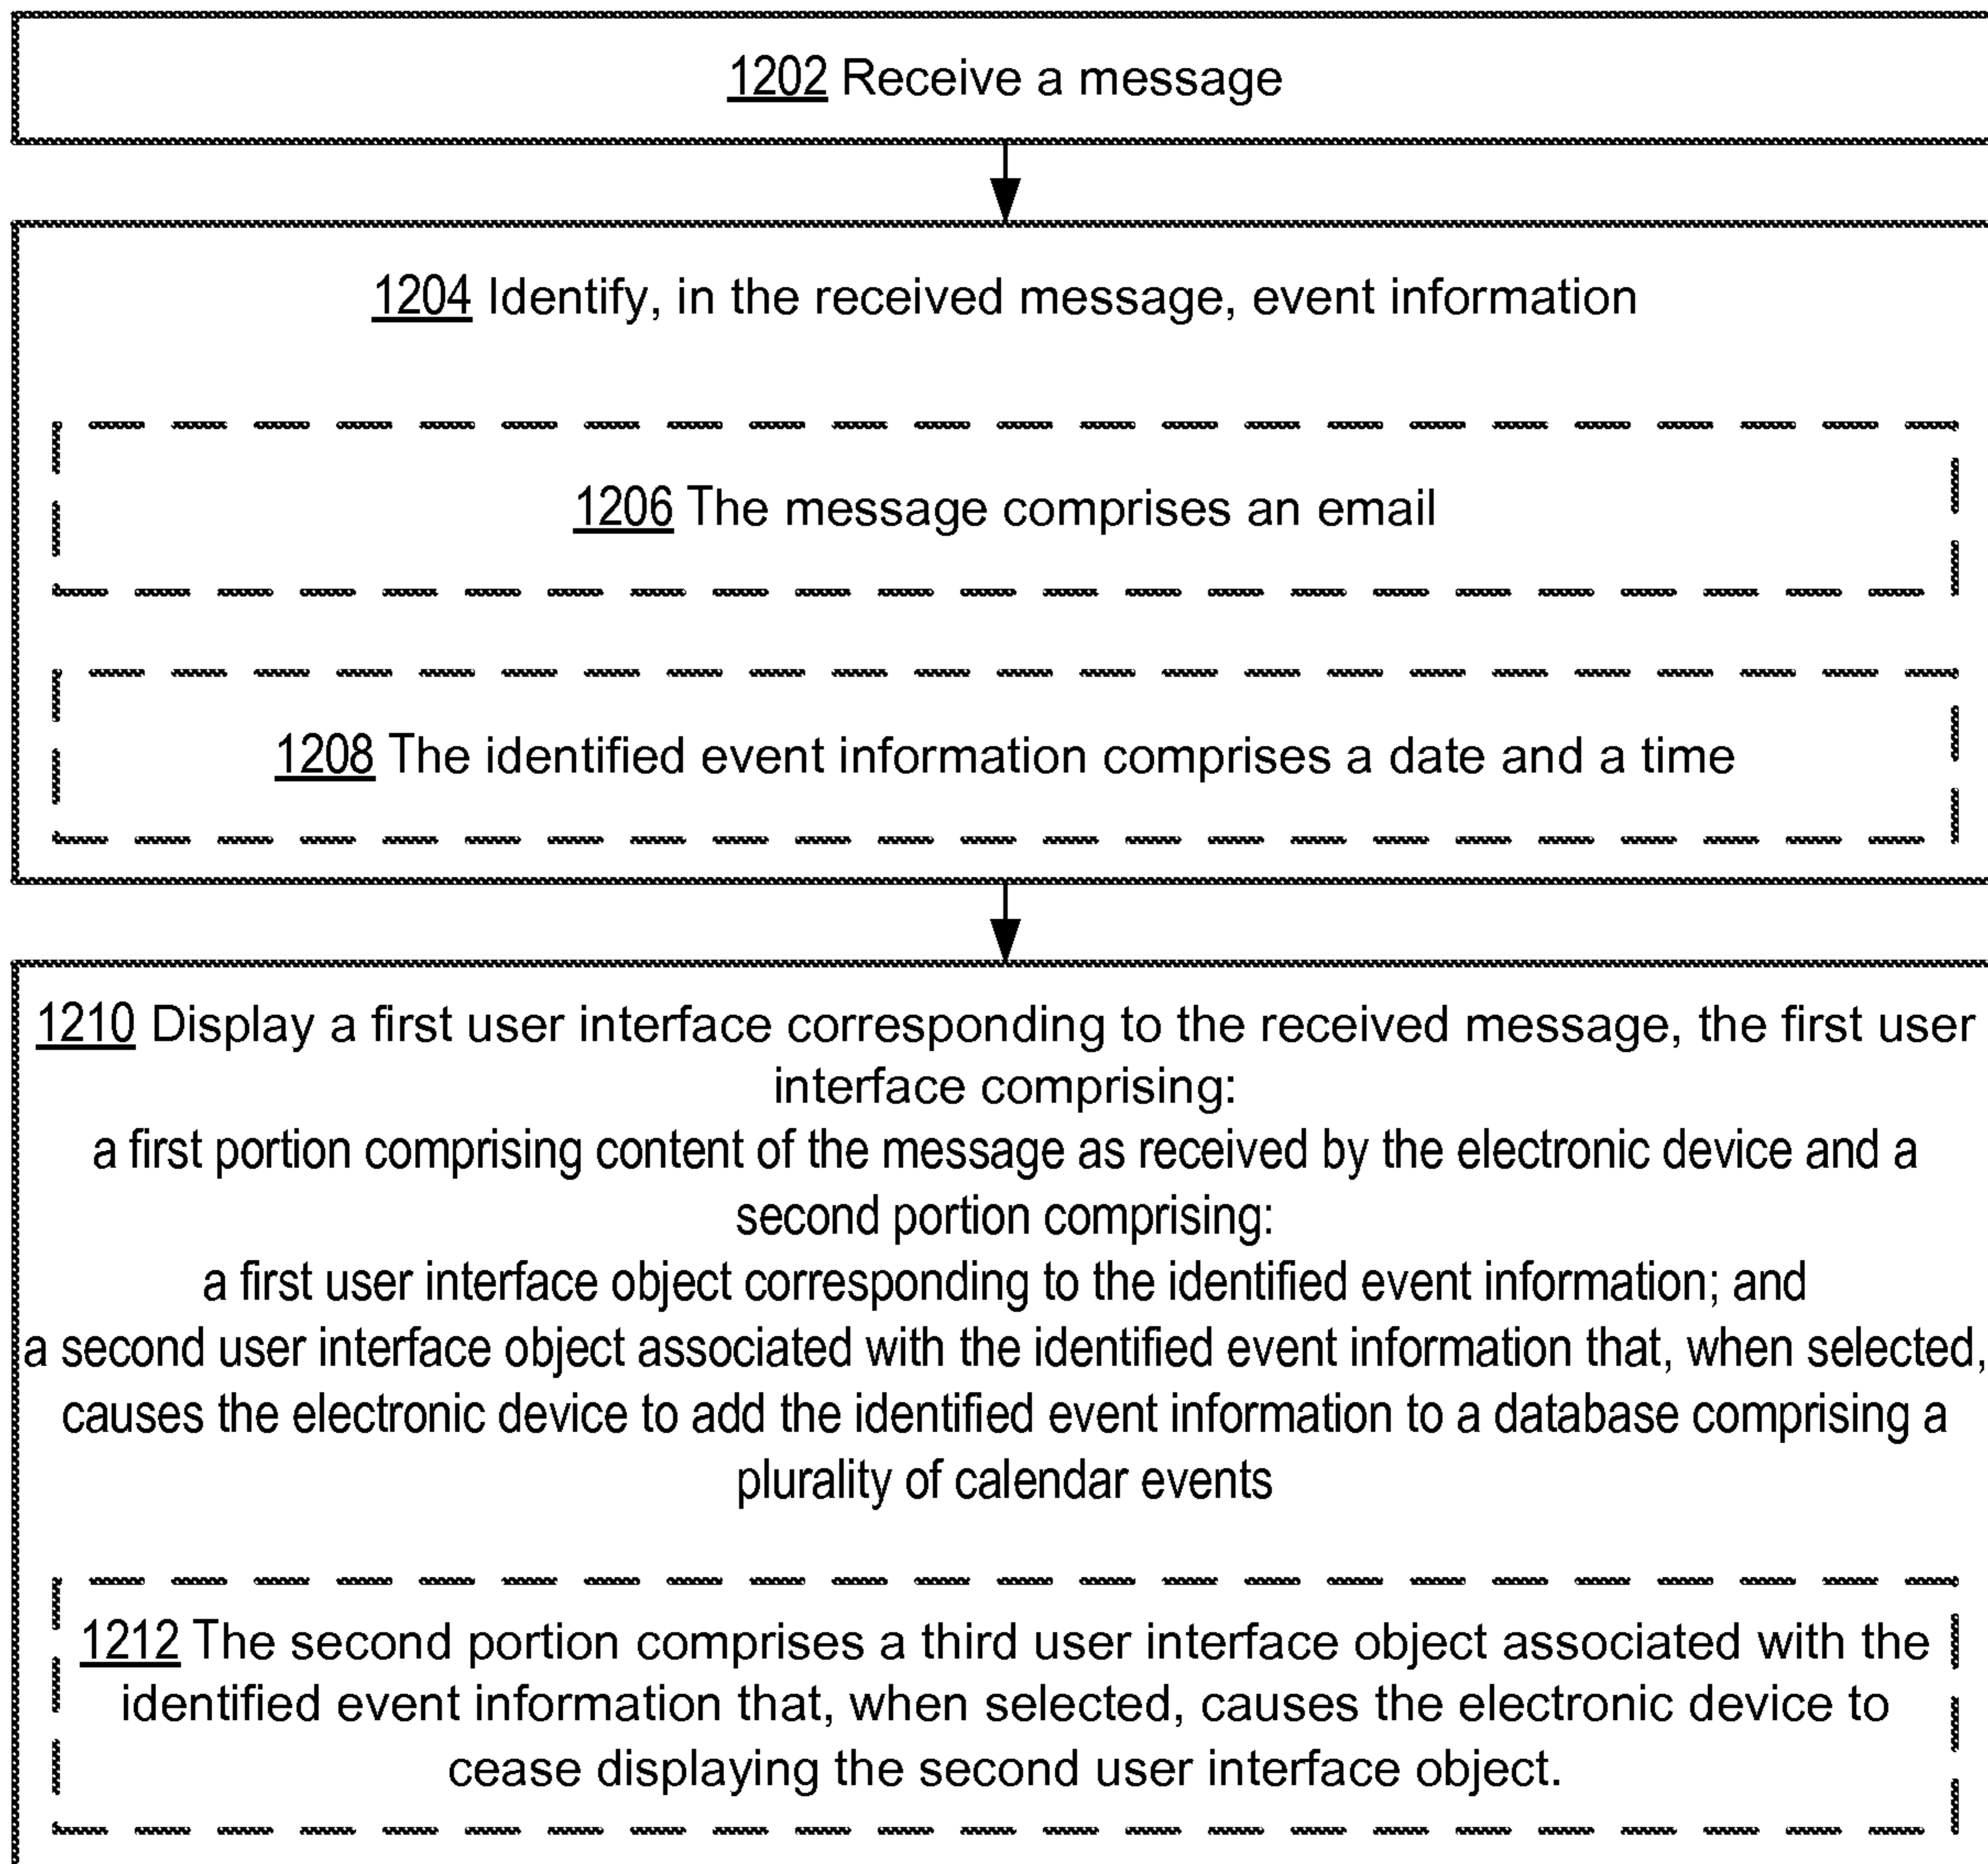 1202 Receive a message
1204 Identify, in the received message, event information
1206 The message comprises an email
1208 The identified event information comprises a date and a time
1210 Display a first user interface corresponding to the received message, the first user
interface comprising:
a first portion comprising content of the message as received by the electronic device and a
second portion comprising:
a first user interface object corresponding to the identified event information; and
a second user interface object associated with the identified event information that, when selected,
causes the electronic device to add the identified event information to a database comprising a
plurality of calendar events
1212 The second portion comprises a third user interface object associated with the
identified event information that, when selected, causes the electronic device to
cease displaying the second user interface object.